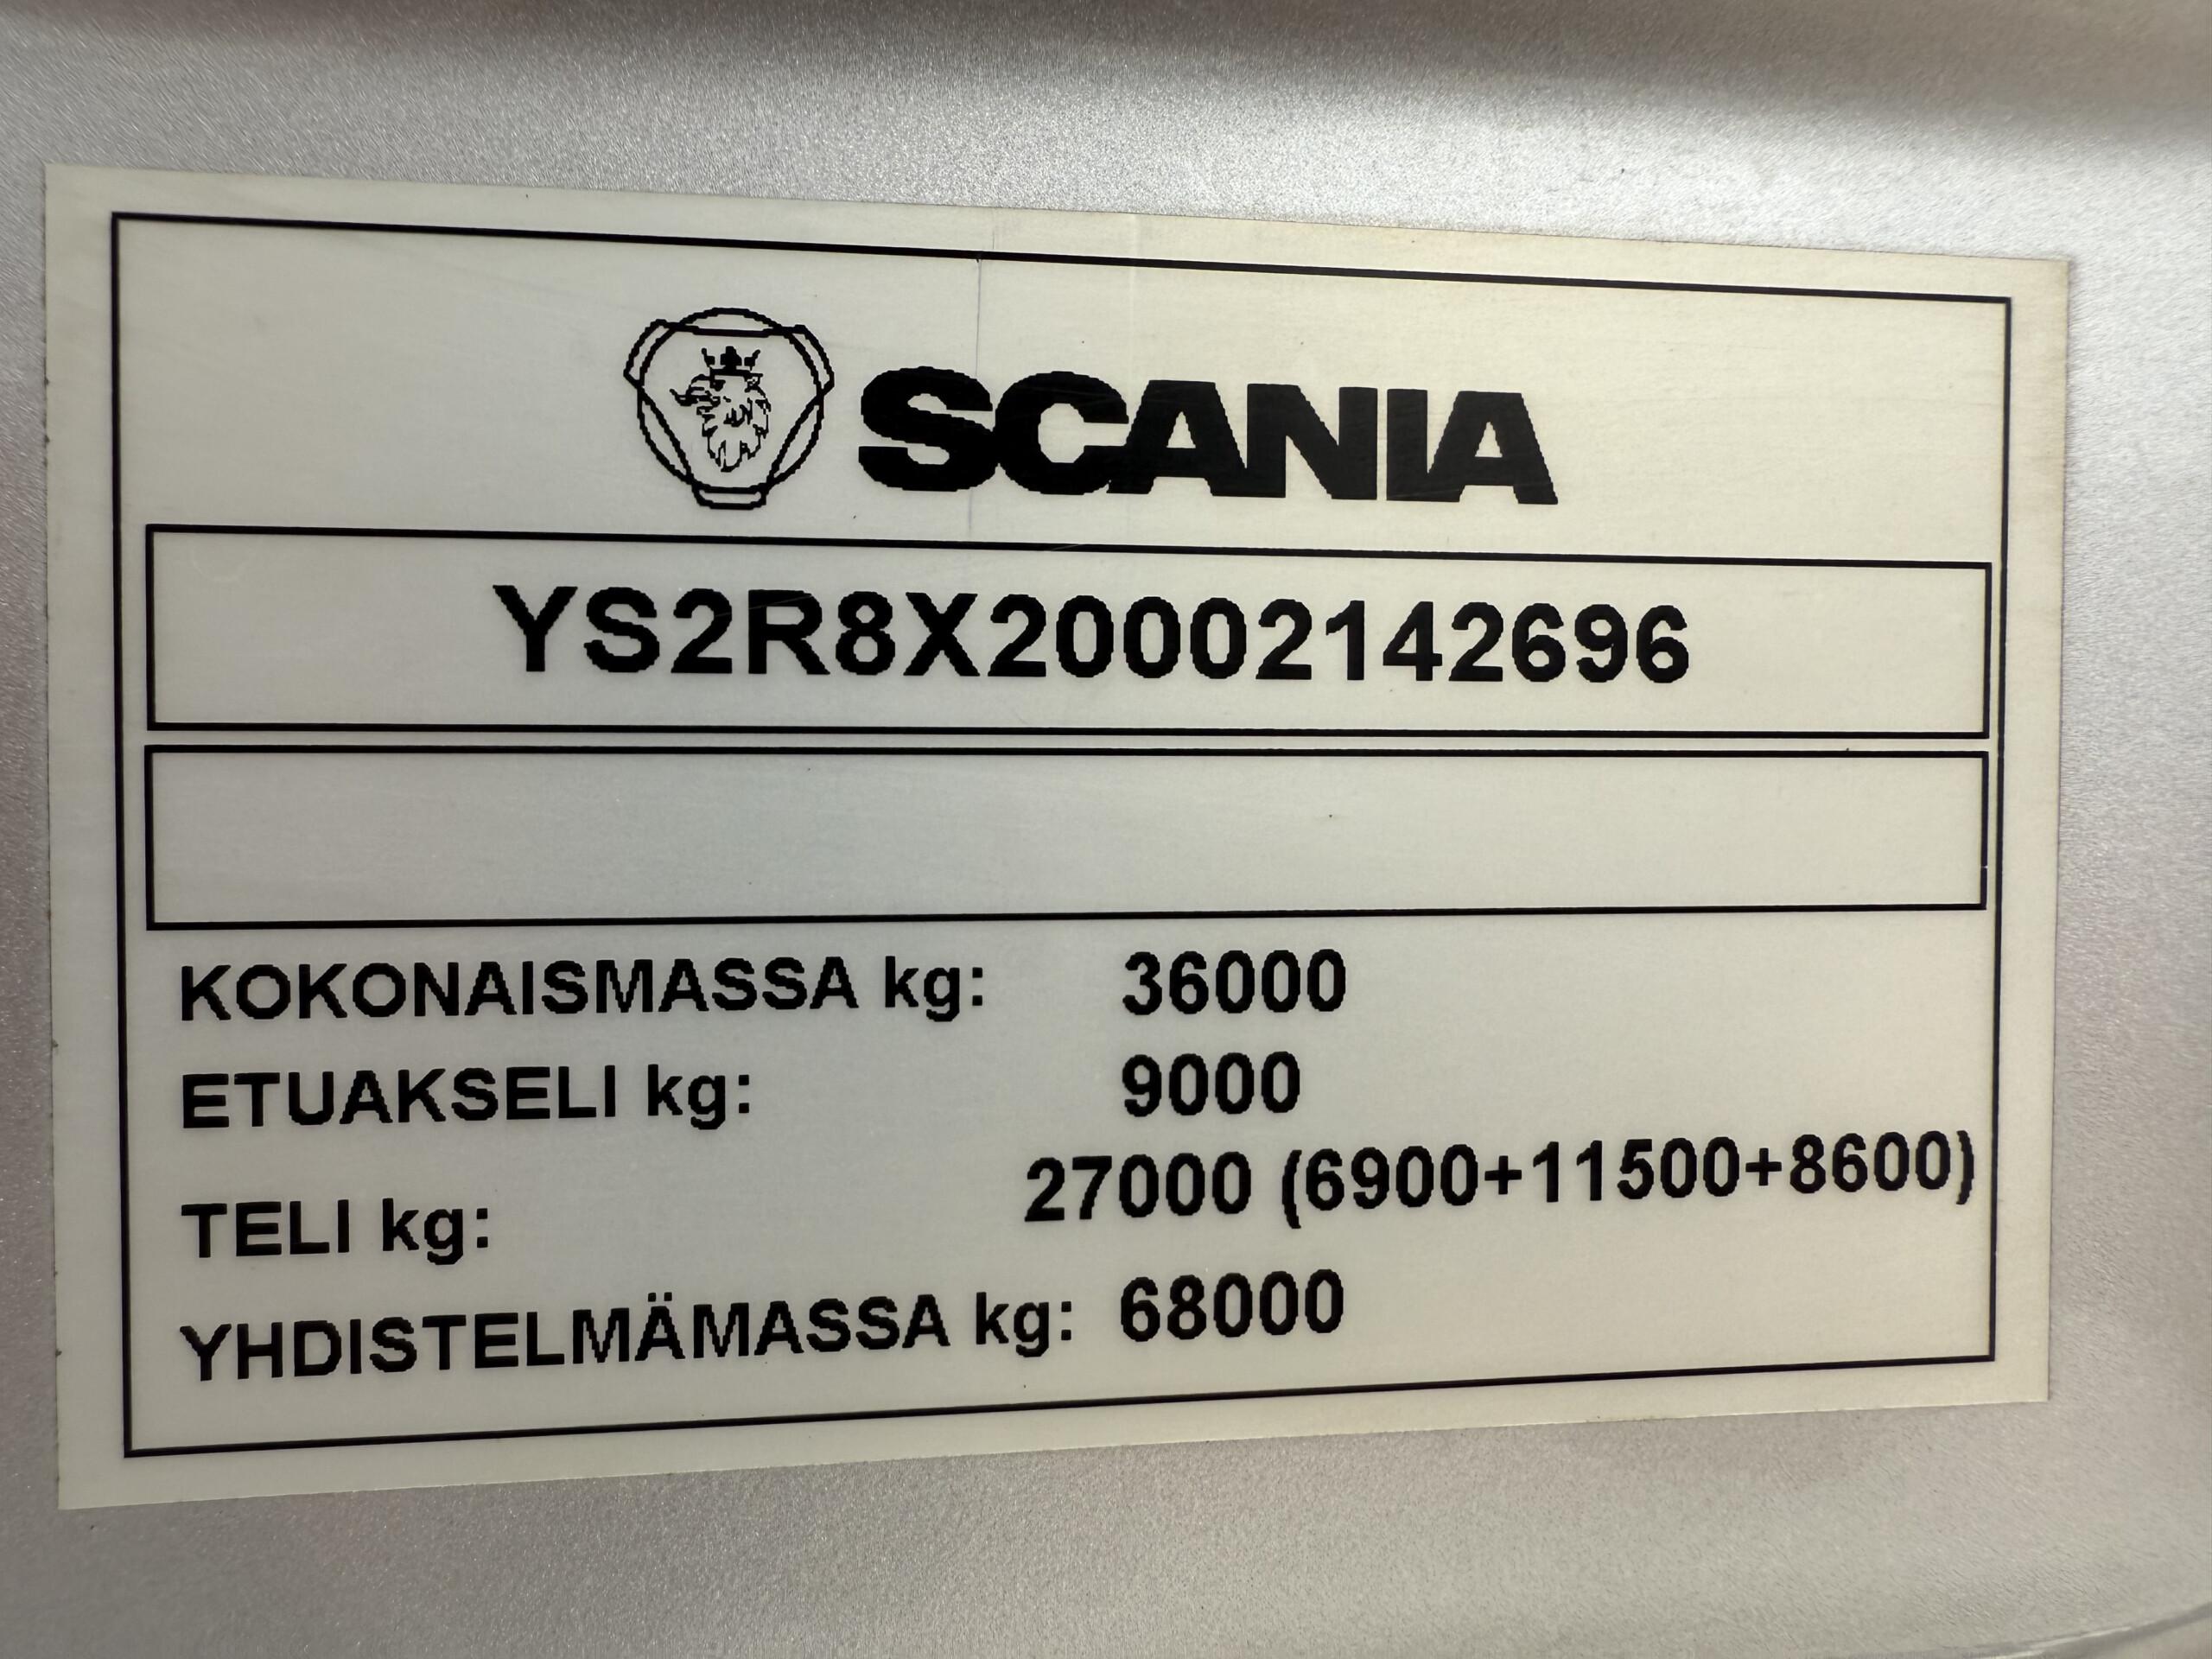 SCANIA
YS2R8X20002142696
KOKONAISMASSA kg: 36000
ETUAKSELI kg: 9000
TELI kg: 27000 (6900+11500+8600)
YHDISTELMÄMASSA kg: 68000